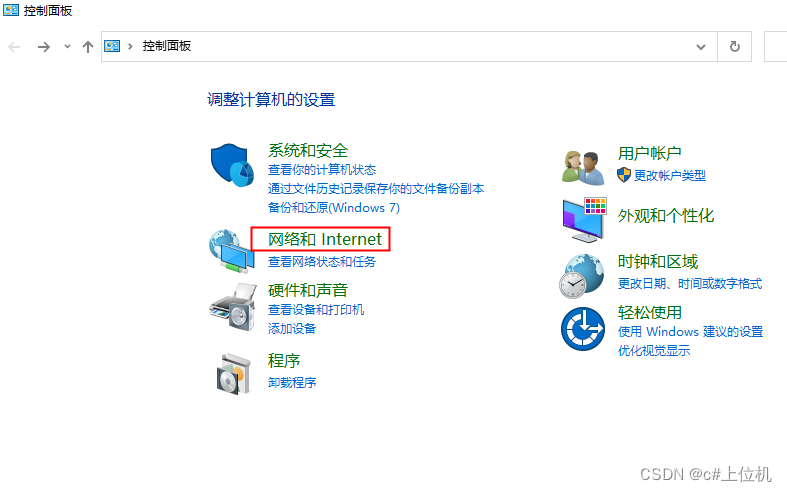 控制面板
控制面板
调整计算机的设置
系统和安全
查看你的计算机状态
通过文件历史记录保存你的文件备份副本
备份和还原(Windows 7)
网络和 Internet
查看网络状态和任务
硬件和声音
查看设备和打印机
添加设备
程序
卸载程序
用户帐户
更改帐户类型
外观和个性化
时钟和区域
更改日期、时间或数字格式
轻松使用
使用 Windows 建议的设置
优化视觉显示
CSDN @c#上位机